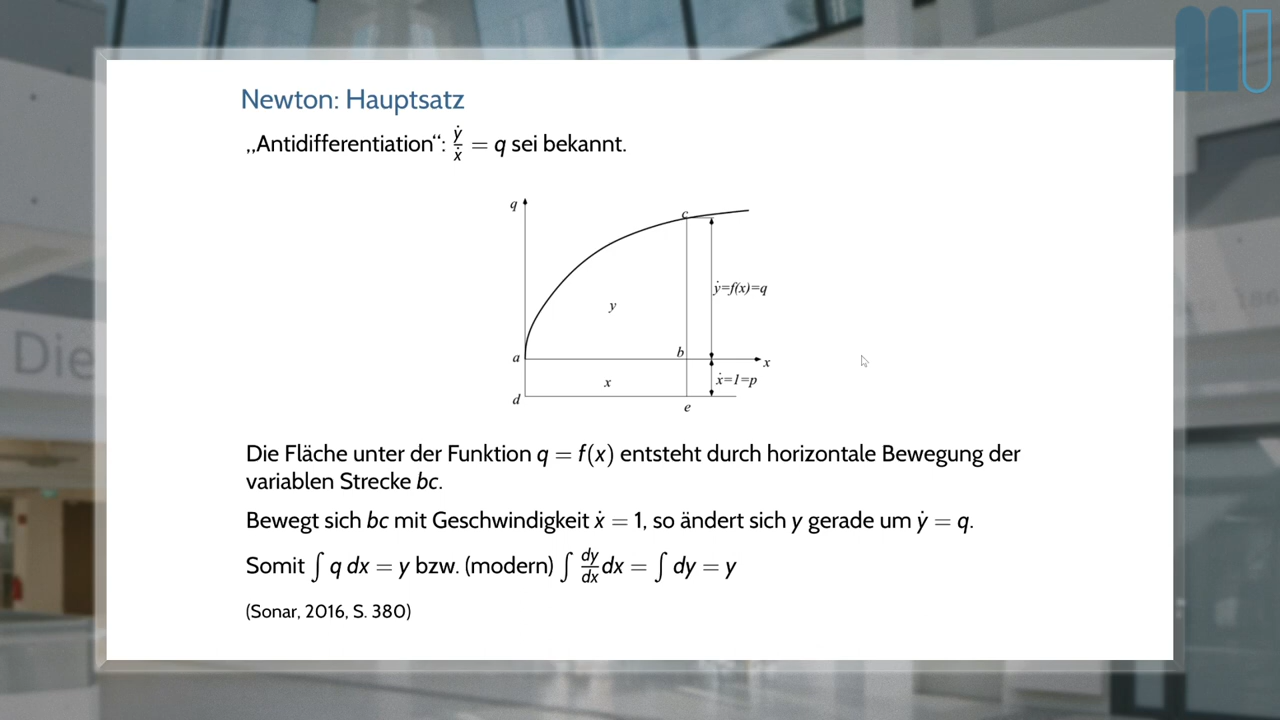 Newton: Hauptsatz
„Antidifferentiation“: ẏ/ẋ = q sei bekannt.
q
c
ẏ=f(x)=q
y
a
b
x
x
ẋ=1=p
d
e
Die Fläche unter der Funktion q = f(x) entsteht durch horizontale Bewegung der
variablen Strecke bc.
Bewegt sich bc mit Geschwindigkeit ẋ = 1, so ändert sich y gerade um ẏ = q.
Somit ∫ q dx = y bzw. (modern) ∫ dy/dx dx = ∫ dy = y
(Sonar, 2016, S. 380)
Die